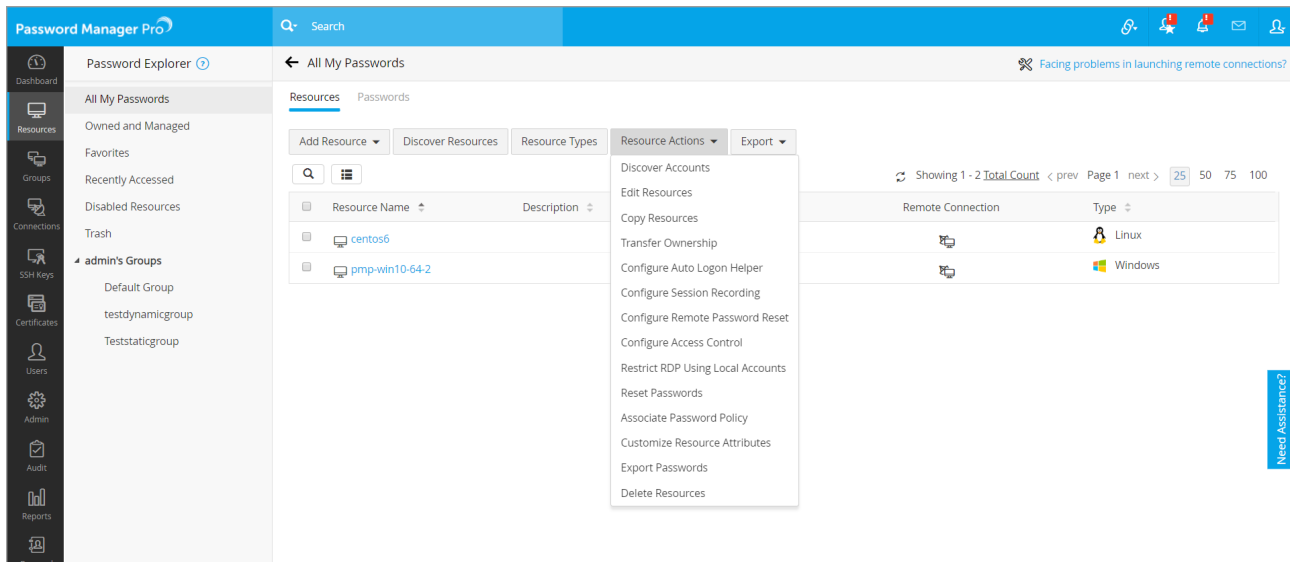 Password Manager Pro
Search
Dashboard
Resources
Groups
Connections
SSH Keys
Certificates
Users
Admin
Audit
Reports
Password Explorer ?
All My Passwords
Owned and Managed
Favorites
Recently Accessed
Disabled Resources
Trash
admin's Groups
Default Group
testdynamicgroup
Teststaticgroup
All My Passwords
Facing problems in launching remote connections?
Resources Passwords
Add Resource Discover Resources Resource Types Resource Actions Export
Showing 1 - 2 Total Count prev Page 1 next 25 50 75 100
Resource Name Description Remote Connection Type
centos6 Linux
pmp-win10-64-2 Windows
Discover Accounts
Edit Resources
Copy Resources
Transfer Ownership
Configure Auto Logon Helper
Configure Session Recording
Configure Remote Password Reset
Configure Access Control
Restrict RDP Using Local Accounts
Reset Passwords
Associate Password Policy
Customize Resource Attributes
Export Passwords
Delete Resources
Need Assistance?